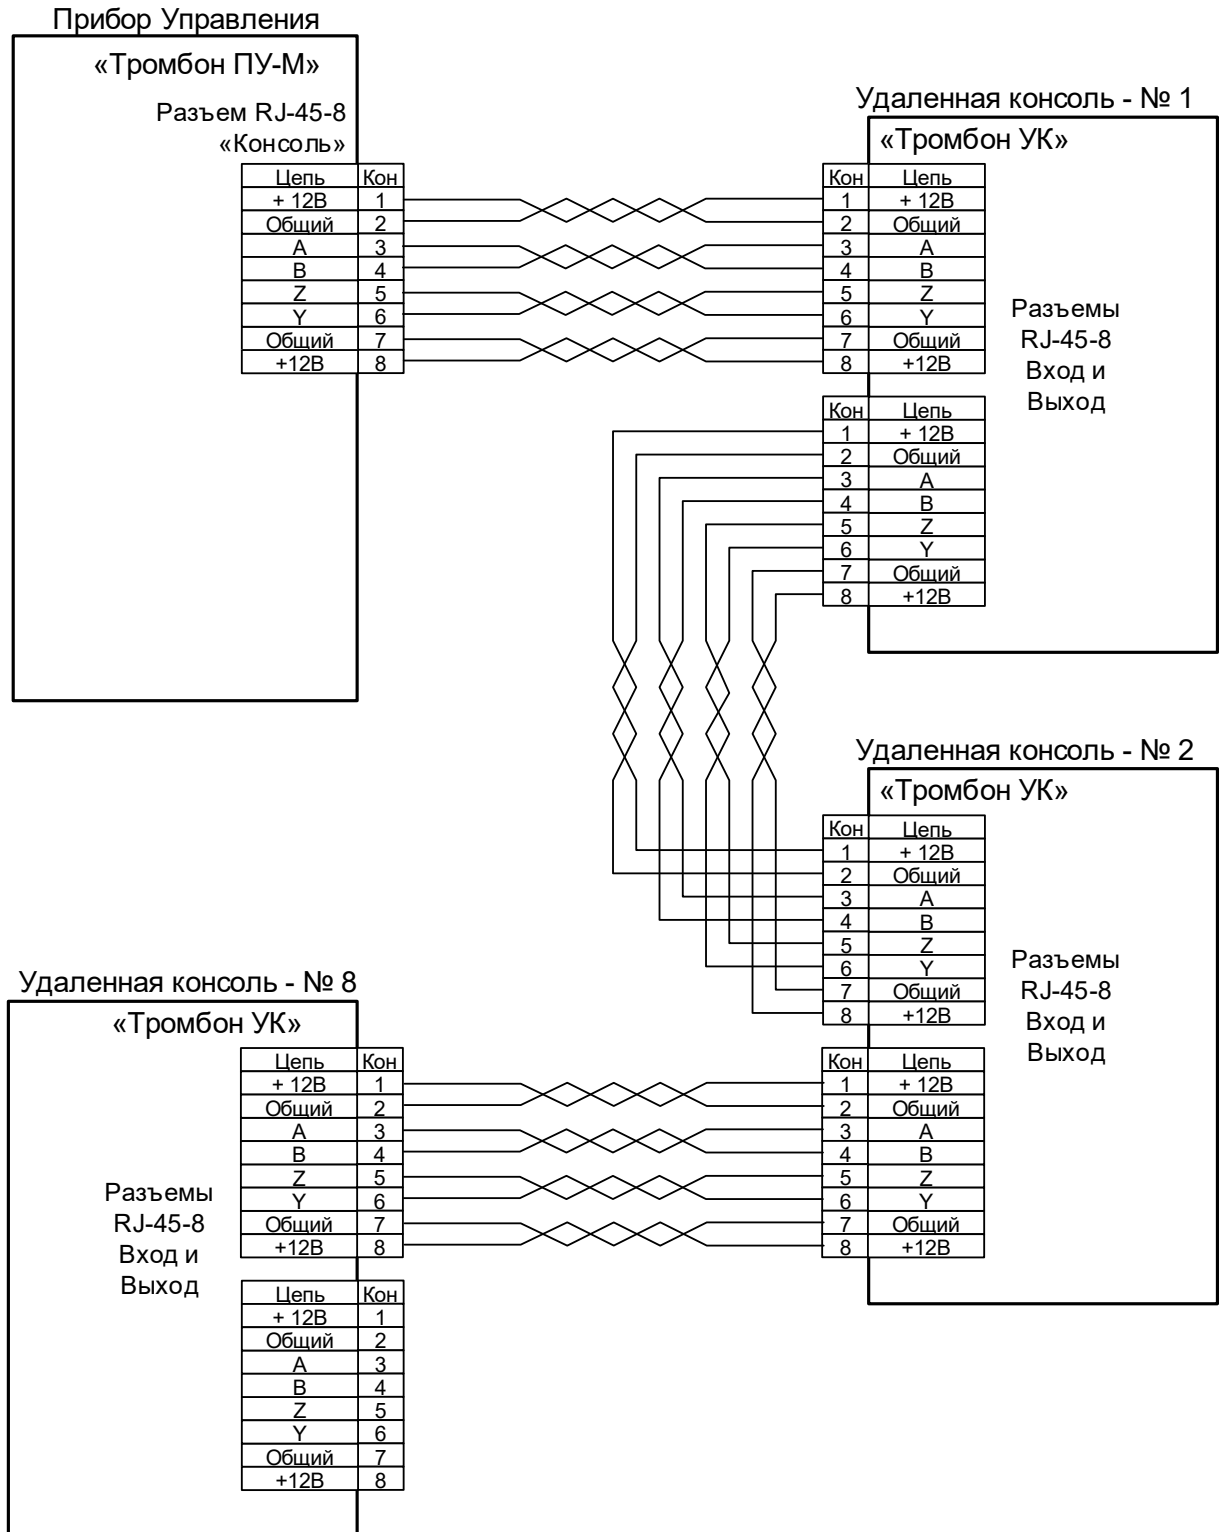 Прибор Управления
«Тромбон ПУ-М»
Разъем RJ-45-8
«Консоль»
Цепь Кон
+ 12В 1
Общий 2
A 3
B 4
Z 5
Y 6
Общий 7
+12В 8
Удаленная консоль - № 1
«Тромбон УК»
Кон Цепь
1 + 12В
2 Общий
3 A
4 B
5 Z
6 Y
7 Общий
8 +12В
Разъемы
RJ-45-8
Вход и
Выход
Кон Цепь
1 + 12В
2 Общий
3 A
4 B
5 Z
6 Y
7 Общий
8 +12В
Удаленная консоль - № 2
«Тромбон УК»
Кон Цепь
1 + 12В
2 Общий
3 A
4 B
5 Z
6 Y
7 Общий
8 +12В
Разъемы
RJ-45-8
Вход и
Выход
Кон Цепь
1 + 12В
2 Общий
3 A
4 B
5 Z
6 Y
7 Общий
8 +12В
Удаленная консоль - № 8
«Тромбон УК»
Цепь Кон
+ 12В 1
Общий 2
A 3
B 4
Z 5
Y 6
Общий 7
+12В 8
Разъемы
RJ-45-8
Вход и
Выход
Цепь Кон
+ 12В 1
Общий 2
A 3
B 4
Z 5
Y 6
Общий 7
+12В 8